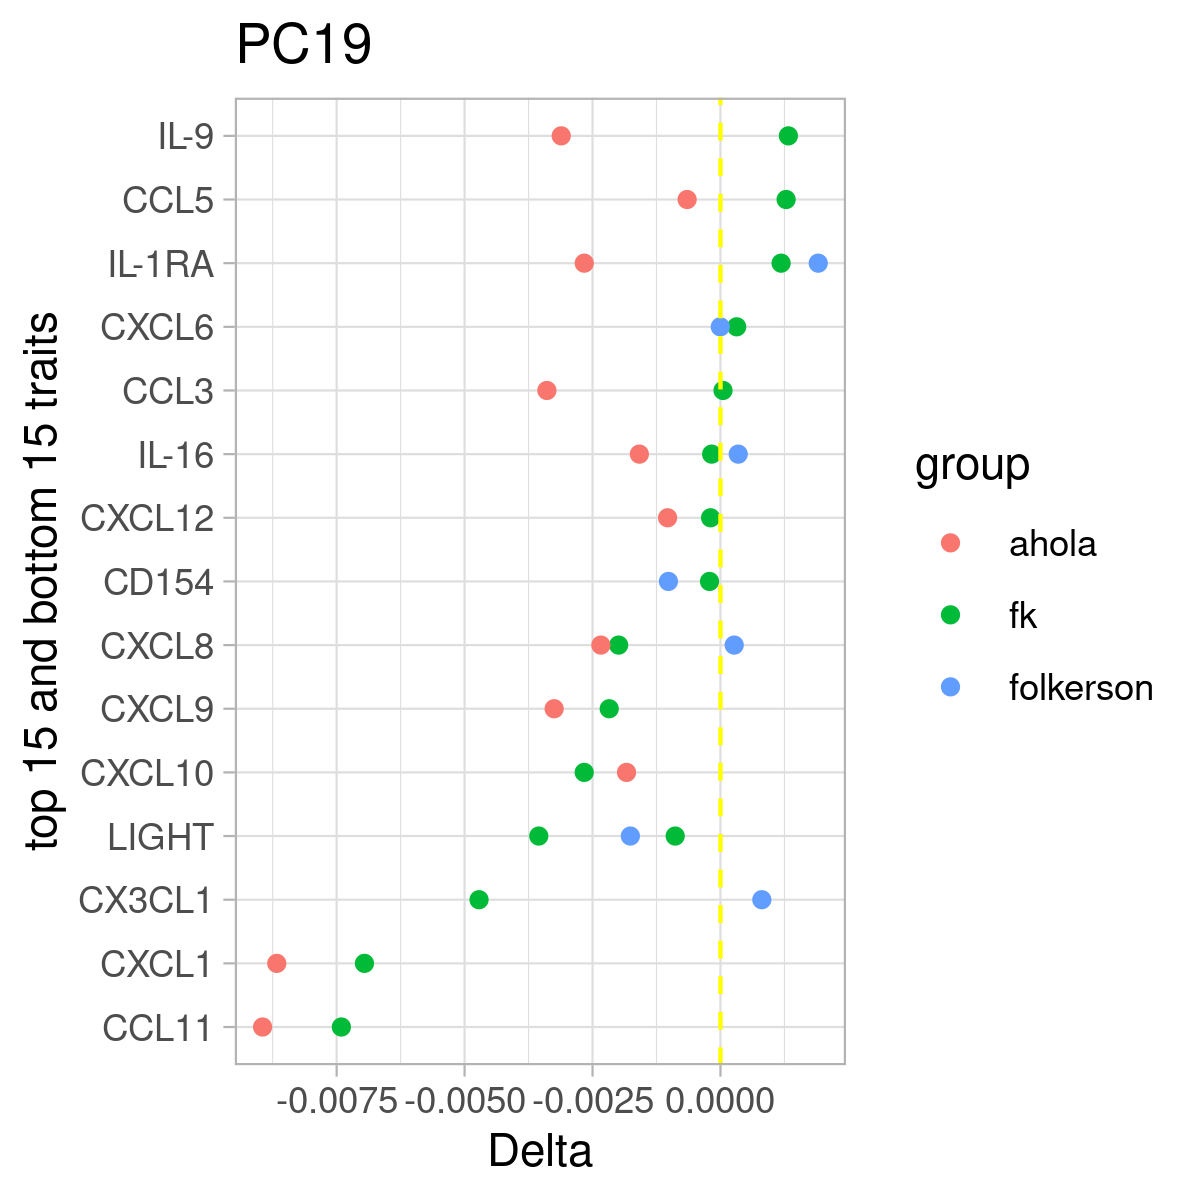 PC19
top 15 and bottom 15 traits
IL-9
CCL5
IL-1RA
CXCL6
CCL3
IL-16
CXCL12
CD154
CXCL8
CXCL9
CXCL10
LIGHT
CX3CL1
CXCL1
CCL11
-0.0075 -0.0050 -0.0025 0.0000
Delta
group
ahola
fk
folkerson